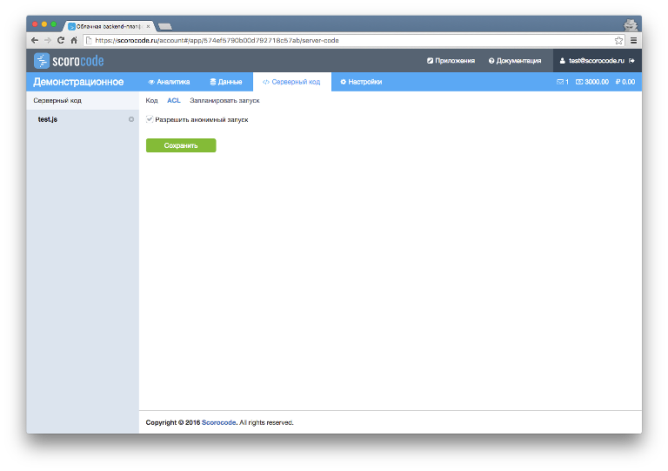 Облачная backend-плат
https://scorocode.ru/account#/app/574ef5790b00d792718c57ab/server-code
scorocode
Приложения Документация test@scorocode.ru
Демонстрационное Аналитика Данные </> Серверный код Настройки 1 3000.00 ₽ 0.00
Серверный код Код ACL Запланировать запуск
test.js Разрешить анонимный запуск
Сохранить
Copyright © 2016 Scorocode. All rights reserved.